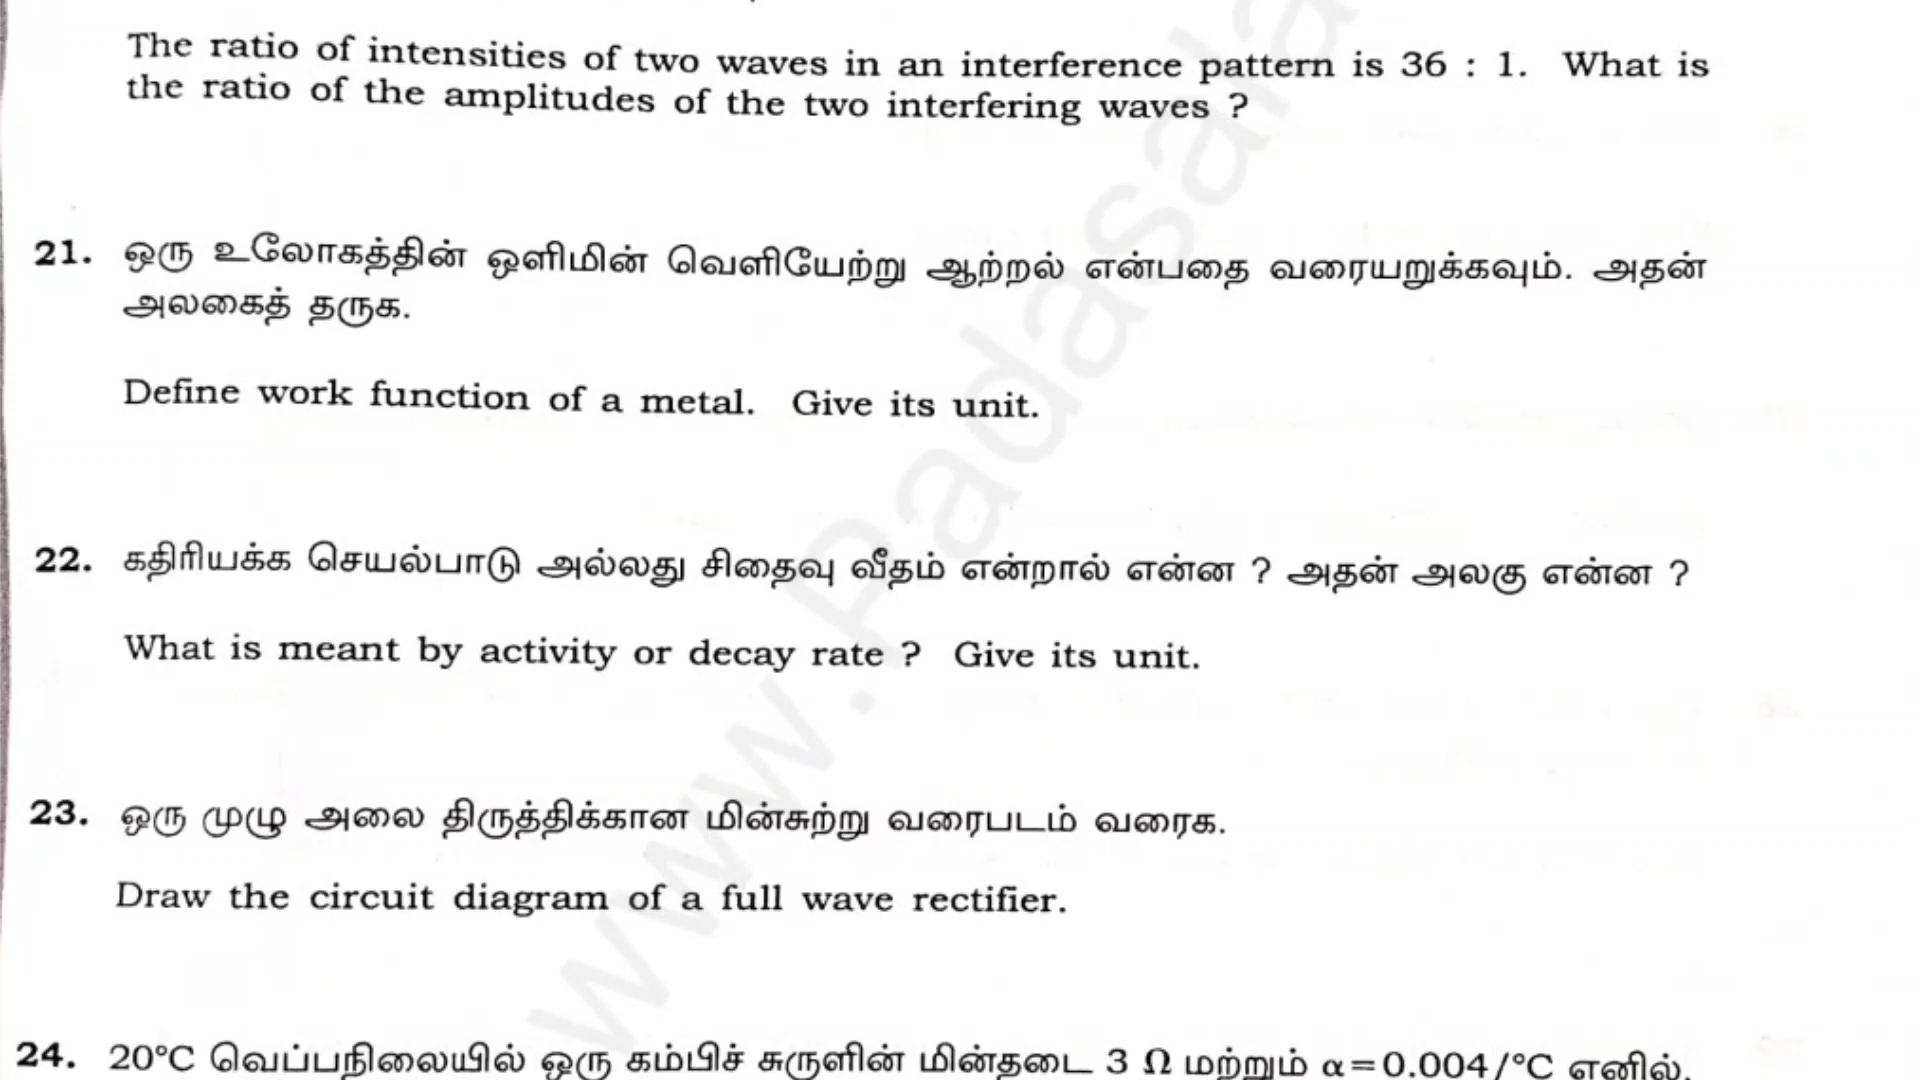 The ratio of intensities of two waves in an interference pattern is 36 : 1. What is
the ratio of the amplitudes of the two interfering waves ?
21. ஒரு உலோகத்தின் ஒளிமின் வெளியேற்று ஆற்றல் என்பதை வரையறுக்கவும். அதன்
அலகைத் தருக.
Define work function of a metal. Give its unit.
22. கதிரியக்க செயல்பாடு அல்லது சிதைவு வீதம் என்றால் என்ன ? அதன் அலகு என்ன ?
What is meant by activity or decay rate ? Give its unit.
23. ஒரு முழு அலை திருத்திக்கான மின்சுற்று வரைபடம் வரைக.
Draw the circuit diagram of a full wave rectifier.
24. 20°C வெப்பநிலையில் ஒரு கம்பிச் சுருளின் மின்தடை 3 Ω மற்றும் α=0.004/°C எனில்,
www.Padasala